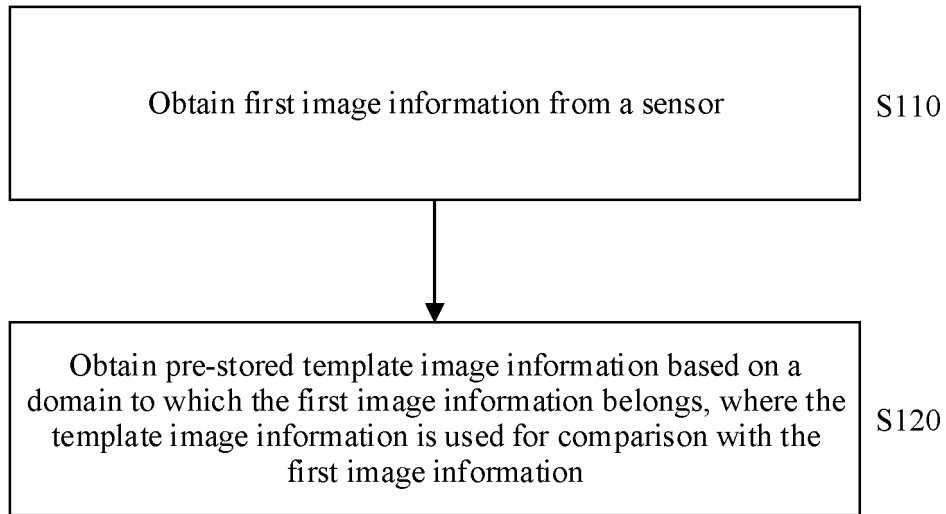 Obtain first image information from a sensor
S110
Obtain pre-stored template image information based on a
domain to which the first image information belongs, where the
template image information is used for comparison with the
first image information
S120